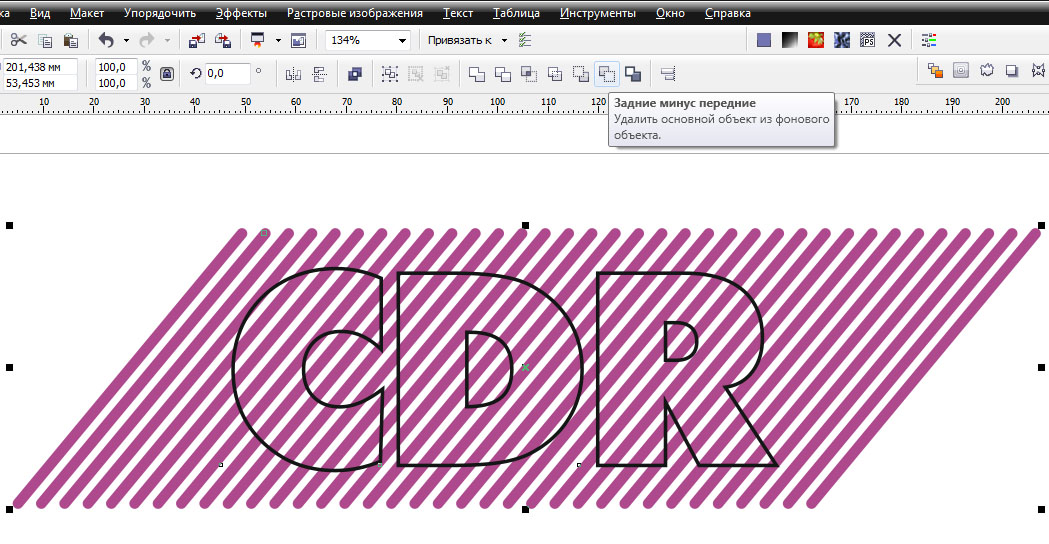 ка Вид Макет Упорядочить Эффекты Растровые изображения Текст Таблица Инструменты Окно Справка
134% Привязать к PS
201,438 мм 100,0 % 0,0 °
53,453 мм 100,0 %
10 20 30 40 50 60 70 80 90 100 110 120 170 180 190 200
Задние минус передние
Удалить основной объект из фонового
объекта.
CDR